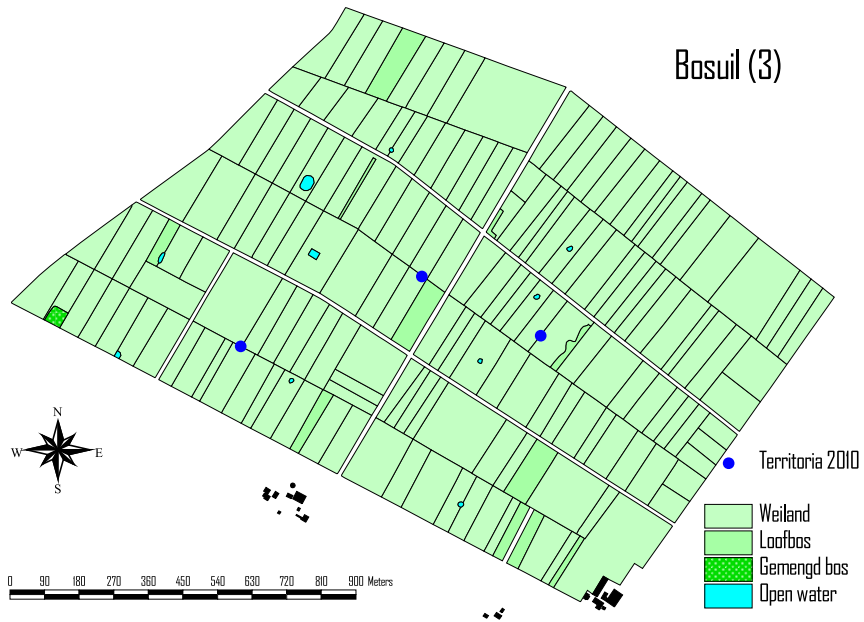 Bosuil (3)
N
W E
S
Territoria 2010
Weiland
Loofbos
Gemengd bos
Open water
0 90 180 270 360 450 540 630 720 810 900 Meters